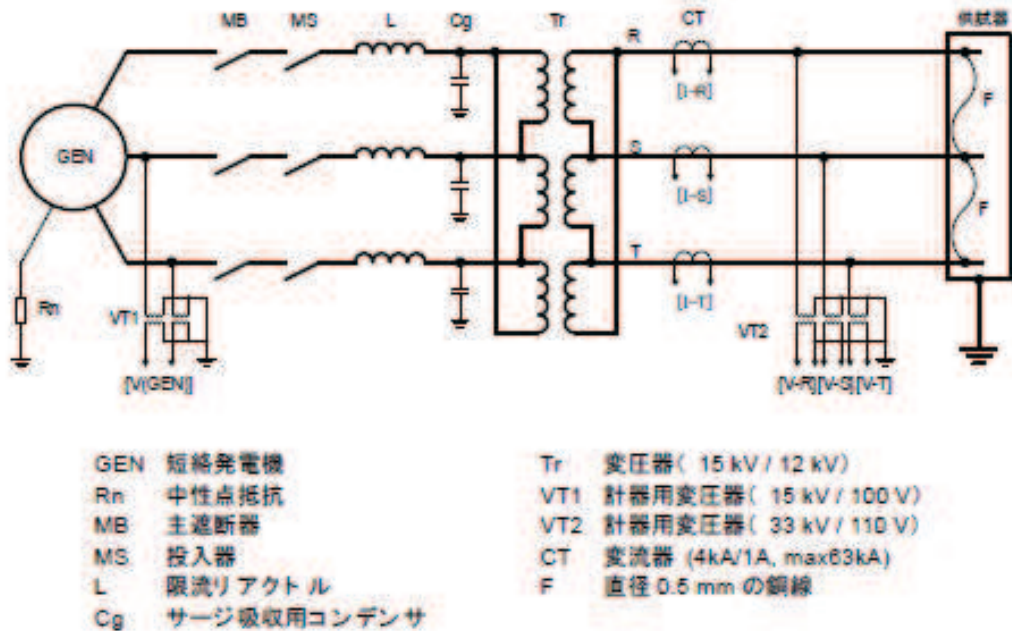 MB MS L Cg Tr CT 供試器
R
[I-R]
F
GEN
S
[I-S]
F
T
Rn
VT1
[I-T]
VT2
[V(GEN)]
[V-R][V-S][V-T]
GEN 短絡発電機
Rn 中性点抵抗
MB 主遮断器
MS 投入器
L 限流リアクトル
Cg サージ吸収用コンデンサ
Tr 変圧器( 15 kV / 12 kV)
VT1 計器用変圧器( 15 kV / 100 V)
VT2 計器用変圧器( 33 kV / 110 V)
CT 変流器 (4kA/1A, max63kA)
F 直径 0.5 mm の銅線